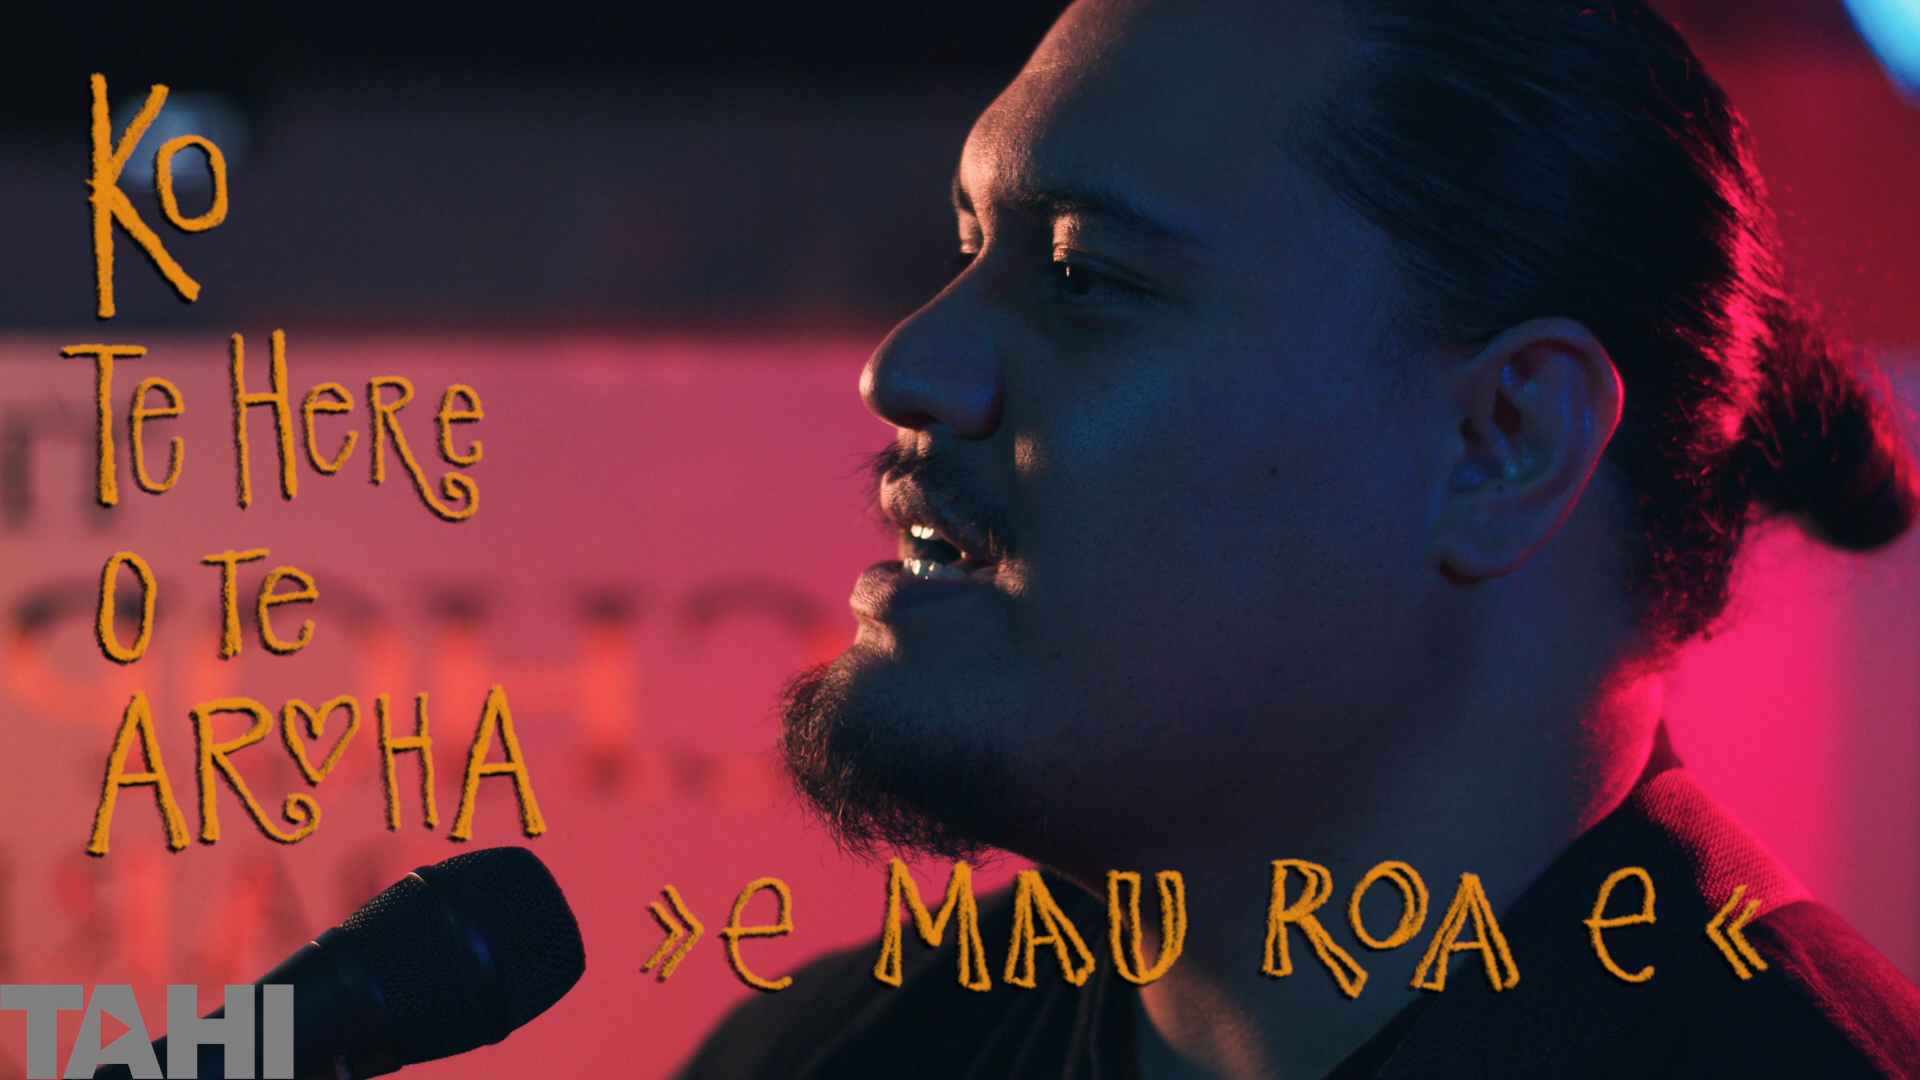 Ko
Te Here
o Te
AROHA
»e MAU ROA e«
TAHI